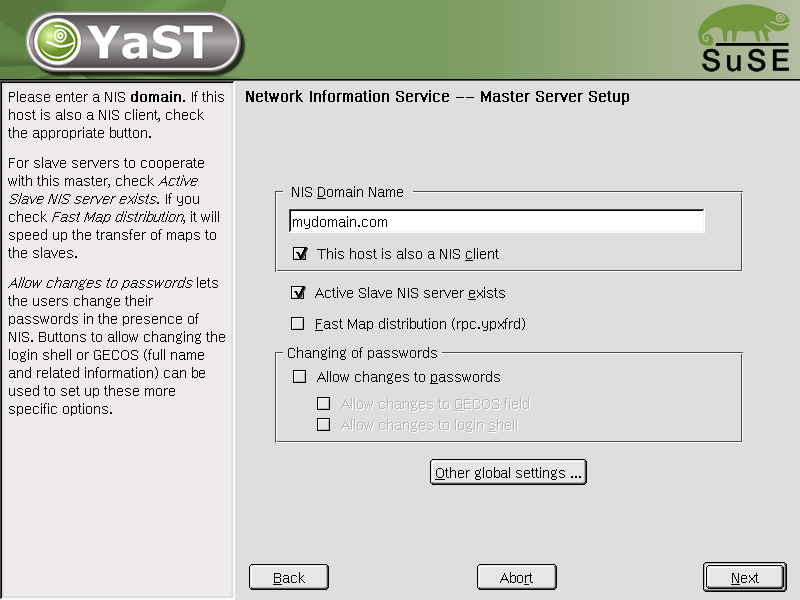 YaST
SuSE
Please enter a NIS domain. If this
host is also a NIS client, check
the appropriate button.
For slave servers to cooperate
with this master, check Active
Slave NIS server exists. If you
check Fast Map distribution, it will
speed up the transfer of maps to
the slaves.
Allow changes to passwords lets
the users change their
passwords in the presence of
NIS. Buttons to allow changing the
login shell or GECOS (full name
and related information) can be
used to set up these more
specific options.
Network Information Service -- Master Server Setup
NIS Domain Name
mydomain.com
This host is also a NIS client
Active Slave NIS server exists
Fast Map distribution (rpc.ypxfrd)
Changing of passwords
Allow changes to passwords
Allow changes to GECOS field
Allow changes to login shell
Other global settings ...
Back
Abort
Next